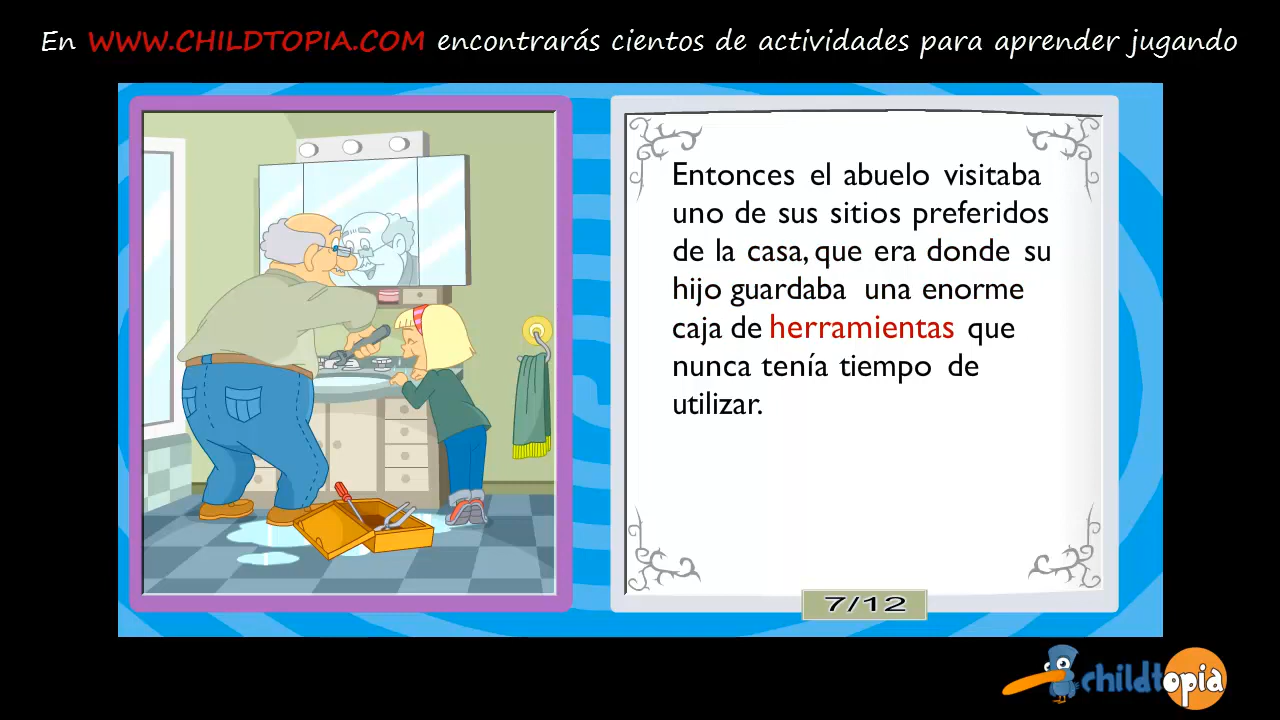 En WWW.CHILDTOPIA.COM encontrarás cientos de actividades para aprender jugando
Entonces el abuelo visitaba
uno de sus sitios preferidos
de la casa, que era donde su
hijo guardaba una enorme
caja de herramientas que
nunca tenía tiempo de
utilizar.
7/12
childtopia